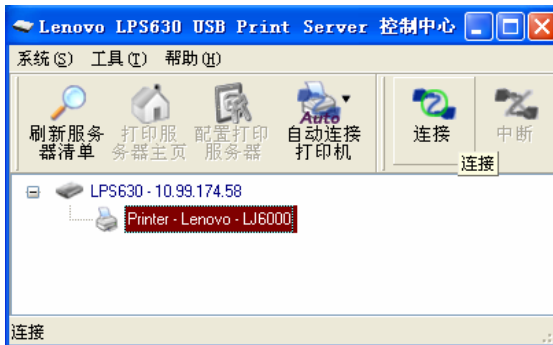 Lenovo LPS630 USB Print Server 控制中心
系统(S) 工具(T) 帮助(H)
刷新服务器清单
打印服务器主页
配置打印服务器
Auto
自动连接打印机
连接
中断
连接
LPS630 - 10.99.174.58
Printer - Lenovo - LJ6000
连接